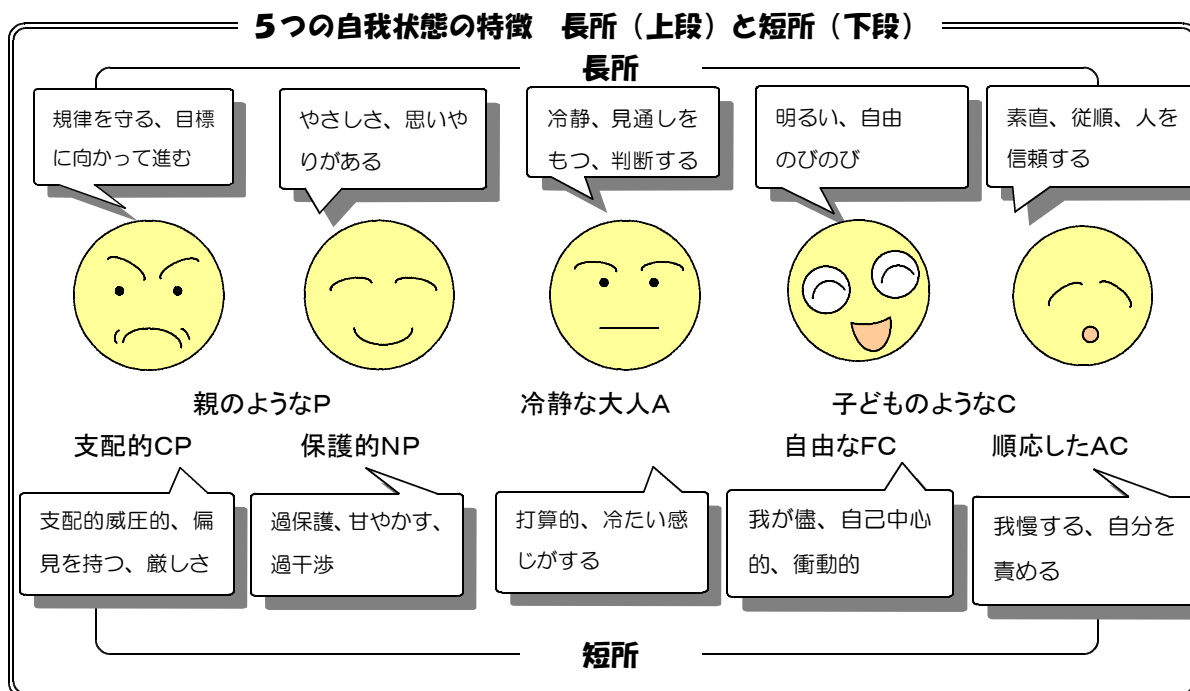 ５つの自我状態の特徴　長所（上段）と短所（下段）
長所
規律を守る、目標
に向かって進む
やさしさ、思いや
りがある
冷静、見通しを
もつ、判断する
明るい、自由
のびのび
素直、従順、人を
信頼する
親のようなP
冷静な大人A
子どものようなC
支配的CP
保護的NP
自由なFC
順応したAC
支配的威圧的、偏
見を持つ、厳しさ
過保護、甘やかす、
過干渉
打算的、冷たい感
じがする
我が儘、自己中心
的、衝動的
我慢する、自分を
責める
短所